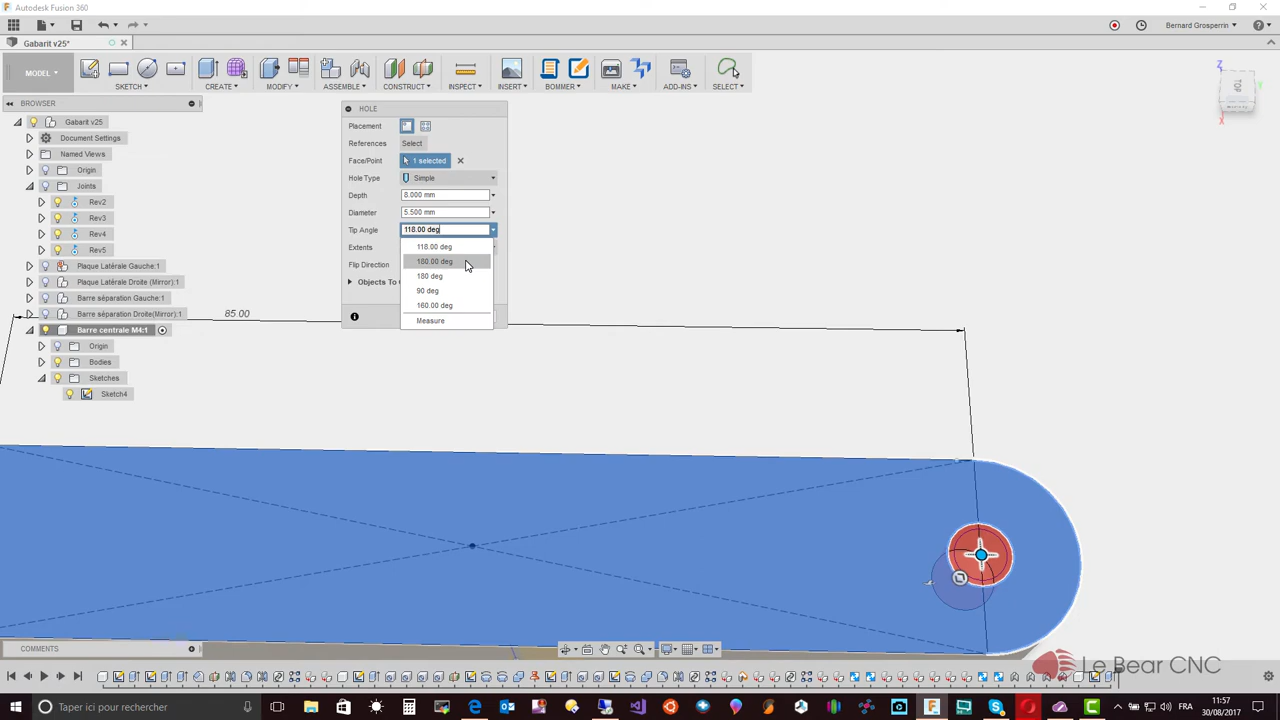 Autodesk Fusion 360
Bernard Grosperrin
Gabarit v25*
MODEL
SKETCH
CREATE
MODIFY
ASSEMBLE
CONSTRUCT
INSPECT
INSERT
BOMMER
MAKE
ADD-INS
SELECT
BROWSER
Gabarit v25
Document Settings
Named Views
Origin
Joints
Rev2
Rev3
Rev4
Rev5
Plaque Latérale Gauche:1
Plaque Latérale Droite (Mirror):1
Barre séparation Gauche:1
Barre séparation Droite(Mirror):1
Barre centrale M4:1
Origin
Bodies
Sketches
Sketch4
HOLE
Placement
References Select
Face/Point 1 selected
Hole Type Simple
Depth 8.000 mm
Diameter 5.500 mm
Tip Angle 118.00 deg
Extents
Flip Direction
118.00 deg
180.00 deg
180 deg
90 deg
160.00 deg
Measure
85.00
Z
TOP
X
COMMENTS
Le Bear CNC
Taper ici pour rechercher
FRA
11:57
30/08/2017